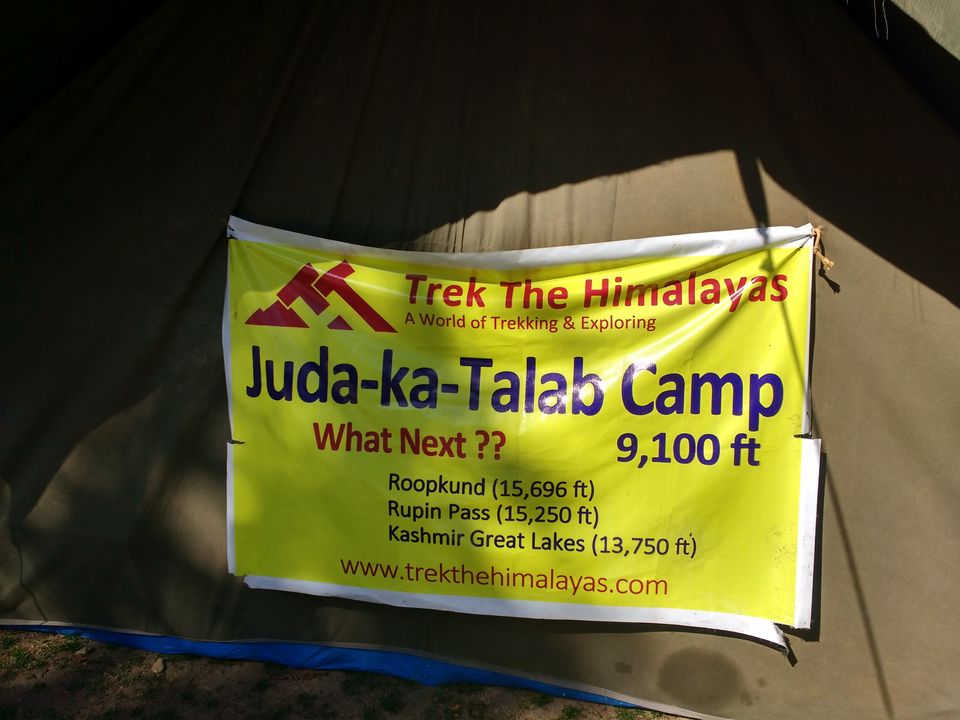 Trek The Himalayas
A World of Trekking & Exploring
Juda-ka-Talab Camp
What Next ?? 9,100 ft
Roopkund (15,696 ft)
Rupin Pass (15,250 ft)
Kashmir Great Lakes (13,750 ft)
www.trekthehimalayas.com